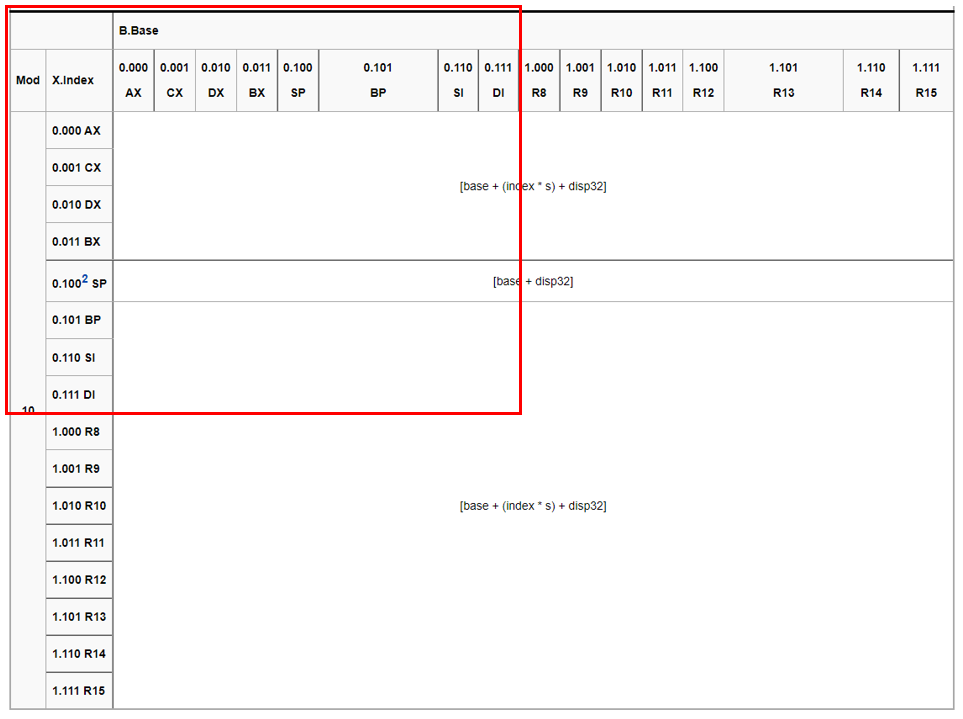 B.Base
Mod X.Index 0.000 0.001 0.010 0.011 0.100 0.101 0.110 0.111 1.000 1.001 1.010 1.011 1.100 1.101 1.110 1.111
AX CX DX BX SP BP SI DI R8 R9 R10 R11 R12 R13 R14 R15
0.000 AX
0.001 CX
[base + (index * s) + disp32]
0.010 DX
0.011 BX
0.100² SP [base + disp32]
0.101 BP
0.110 SI
0.111 DI
10
1.000 R8
1.001 R9
1.010 R10 [base + (index * s) + disp32]
1.011 R11
1.100 R12
1.101 R13
1.110 R14
1.111 R15